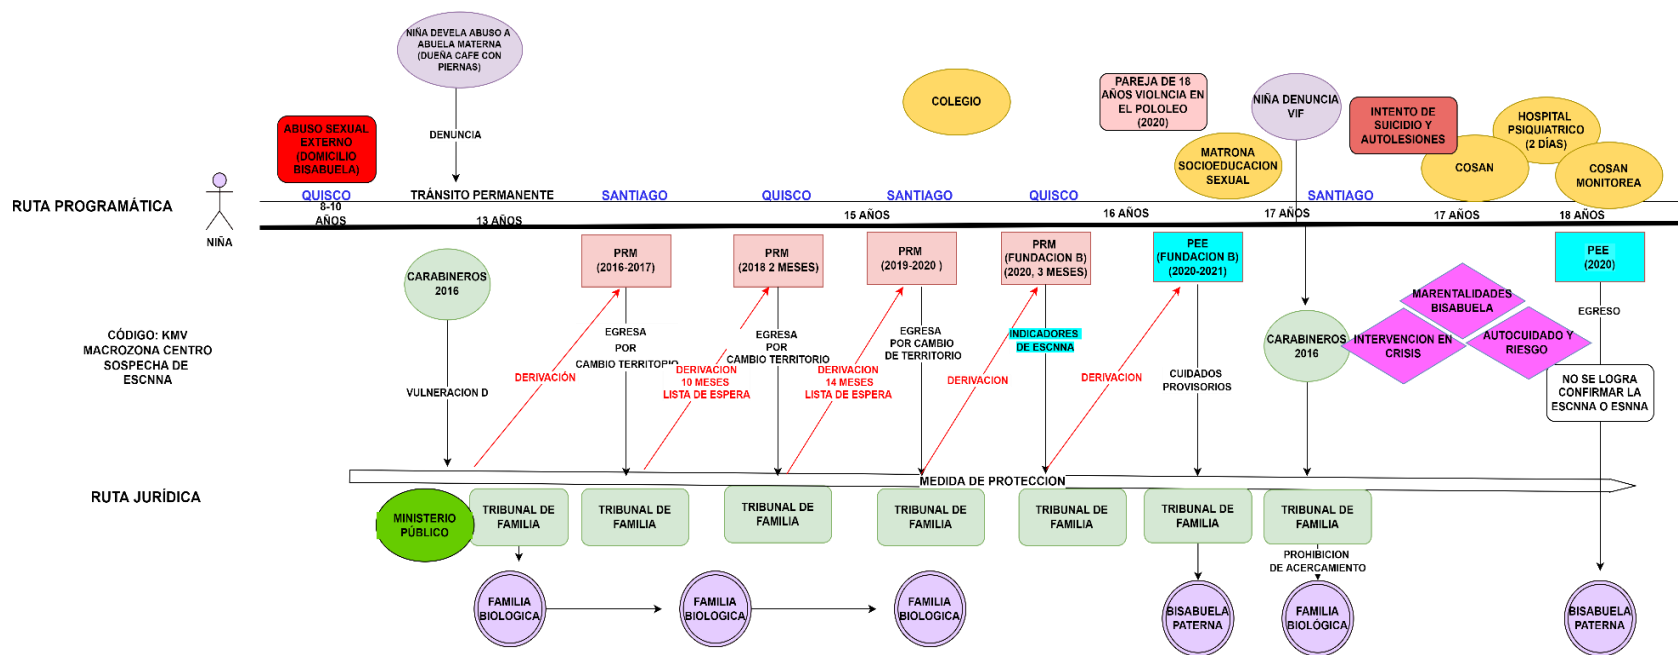 NIÑA DEVELA ABUSO A
ABUELA MATERNA
(DUEÑA CAFE CON
PIERNAS)
DENUNCIA
ABUSO SEXUAL
EXTERNO
(DOMICILIO
BISABUELA)
COLEGIO
PAREJA DE 18
AÑOS VIOLNCIA EN
EL POLOLEO
(2020)
MATRONA
SOCIOEDUCACION
SEXUAL
NIÑA DENUNCIA
VIF
INTENTO DE
SUICIDIO Y
AUTOLESIONES
HOSPITAL
PSIQUIATRICO
(2 DÍAS)
COSAN
COSAN
MONITOREA
RUTA PROGRAMÁTICA
NIÑA
QUISCO
TRÁNSITO PERMANENTE
SANTIAGO
QUISCO
SANTIAGO
QUISCO
SANTIAGO
8-10
AÑOS
13 AÑOS
15 AÑOS
16 AÑOS
17 AÑOS
17 AÑOS
18 AÑOS
CARABINEROS
2016
PRM
(2016-2017)
PRM
(2018 2 MESES)
PRM
(2019-2020 )
PRM
(FUNDACION B)
(2020, 3 MESES)
PEE
(FUNDACION B)
(2020-2021)
PEE
(2020)
CÓDIGO: KMV
MACROZONA CENTRO
SOSPECHA DE
ESCNNA
VULNERACION D
DERIVACIÓN
EGRESA
POR
CAMBIO TERRITORIO
DERIVACION
10 MESES
LISTA DE ESPERA
EGRESA
POR
CAMBIO TERRITORIO
DERIVACION
14 MESES
LISTA DE ESPERA
EGRESA
POR CAMBIO
DE TERRITORIO
DERIVACION
INDICADORES
DE ESCNNA
DERIVACION
CUIDADOS
PROVISORIOS
CARABINEROS
2016
MARENTALIDADES
BISABUELA
INTERVENCION EN
CRISIS
AUTOCUIDADO Y
RIESGO
EGRESO
NO SE LOGRA
CONFIRMAR LA
ESCNNA O ESNNA
RUTA JURÍDICA
MEDIDA DE PROTECCION
MINISTERIO
PÚBLICO
TRIBUNAL DE
FAMILIA
TRIBUNAL DE
FAMILIA
TRIBUNAL DE
FAMILIA
TRIBUNAL DE
FAMILIA
TRIBUNAL DE
FAMILIA
TRIBUNAL DE
FAMILIA
TRIBUNAL DE
FAMILIA
PROHIBICION
DE ACERCAMIENTO
FAMILIA
BIOLOGICA
FAMILIA
BIOLOGICA
FAMILIA
BIOLOGICA
BISABUELA
PATERNA
FAMILIA
BIOLÓGICA
BISABUELA
PATERNA